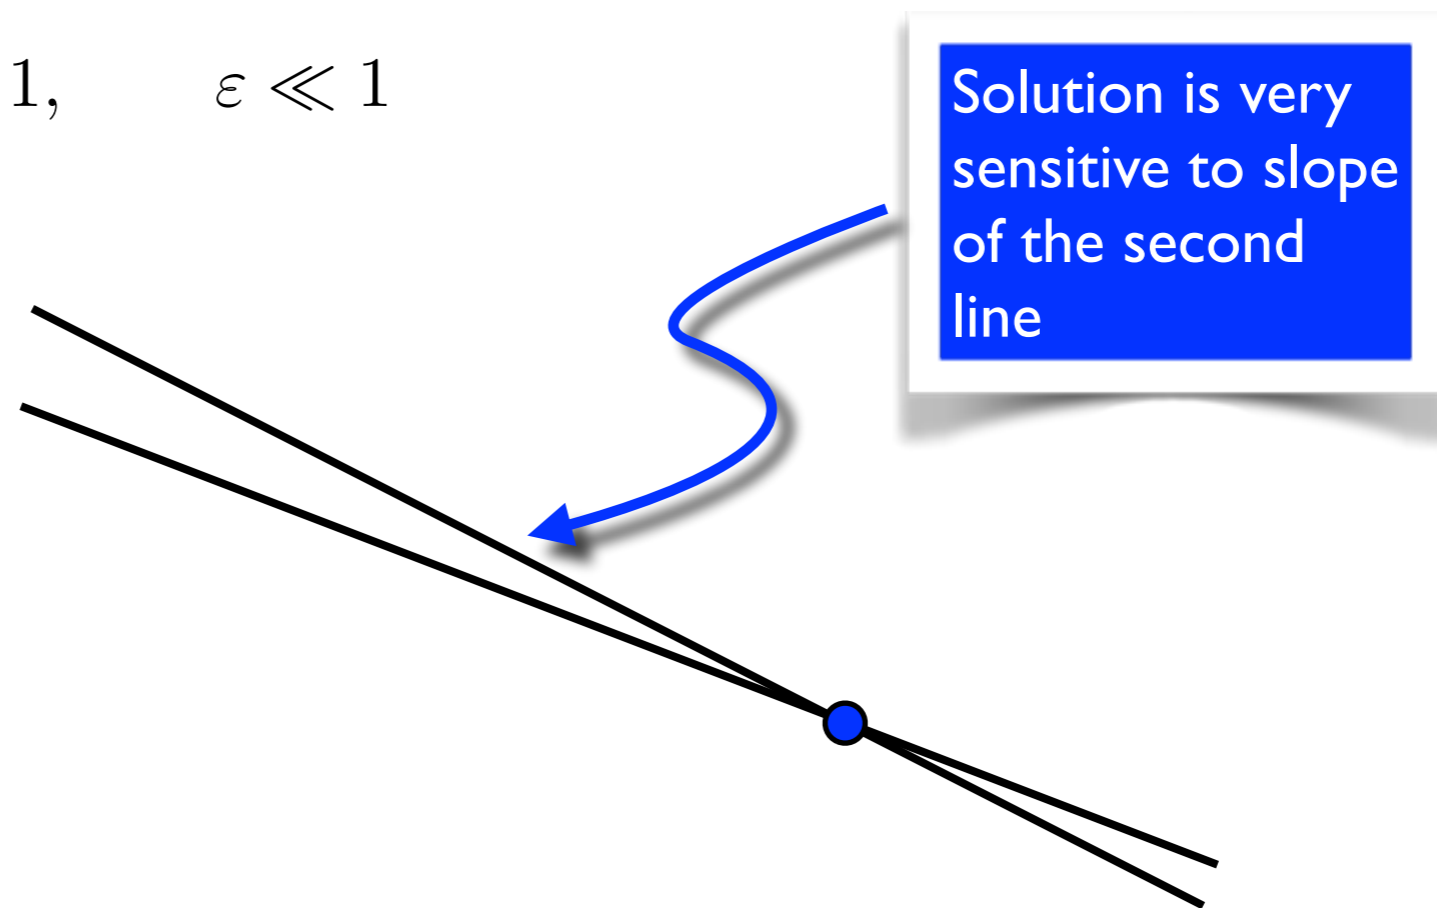 1, ε ≪ 1
Solution is very
sensitive to slope
of the second
line